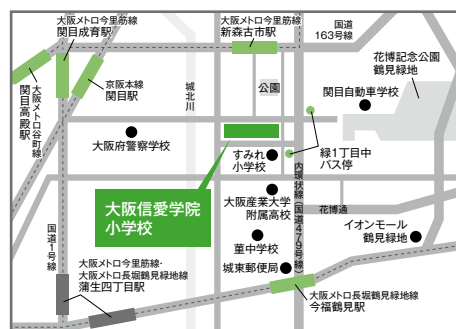 大阪メトロ今里筋線
関目成育駅
大阪メトロ今里筋線
新森古市駅
国道
163号線
花博記念公園
鶴見緑地
大阪メトロ谷町線
関目高殿駅
京阪本線
関目駅
城北川
公園
関目自動車学校
大阪府警察学校
すみれ
小学校
緑1丁目中
バス停
大阪信愛学院
小学校
大阪産業大学
附属高校
内環状線(国道479号線)
花博通
国道1号線
菫中学校
イオンモール
鶴見緑地
大阪メトロ今里筋線・
大阪メトロ長堀鶴見緑地線
蒲生四丁目駅
城東郵便局
大阪メトロ長堀鶴見緑地線
今福鶴見駅